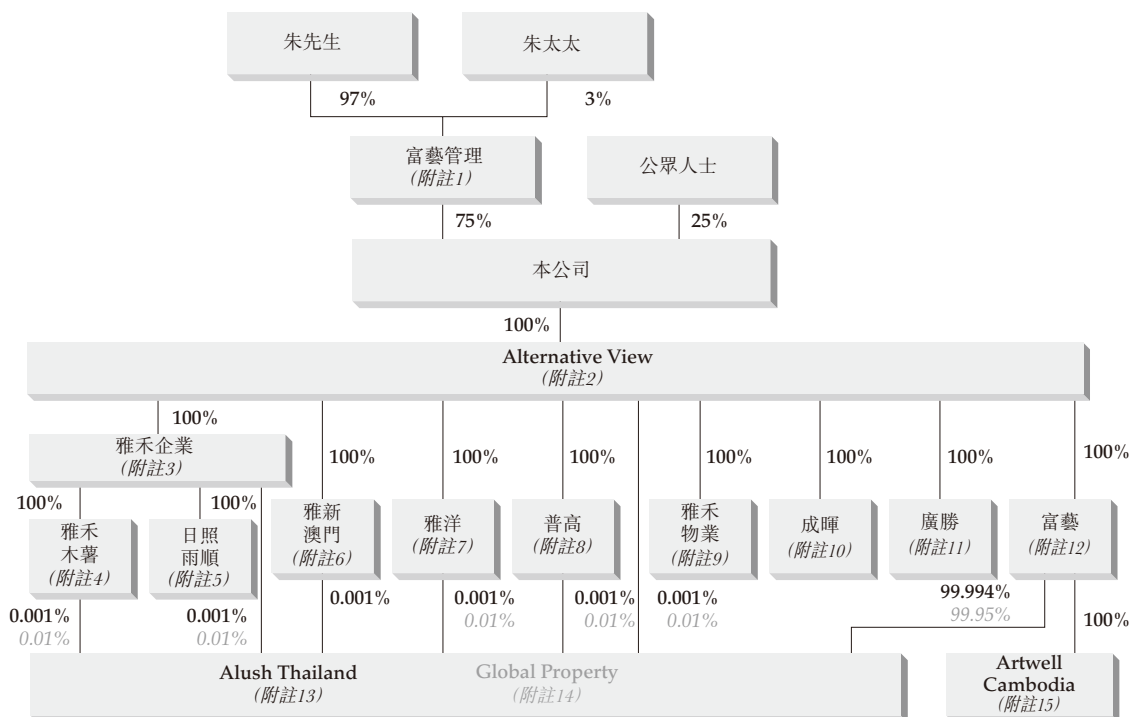 朱先生
朱太太
97%
3%
富藝管理
(附註1)
公眾人士
75%
25%
本公司
100%
Alternative View
(附註2)
100%
雅禾企業
(附註3)
100%
100%
100%
100%
100%
100%
100%
100%
100%
雅禾
木薯
(附註4)
日照
雨順
(附註5)
雅新
澳門
(附註6)
雅洋
(附註7)
普高
(附註8)
雅禾
物業
(附註9)
成暉
(附註10)
廣勝
(附註11)
富藝
(附註12)
0.001%
0.01%
0.001%
0.01%
0.001%
0.001%
0.01%
0.001%
0.01%
0.001%
0.01%
99.994%
99.95%
100%
Alush Thailand
(附註13)
Global Property
(附註14)
Artwell
Cambodia
(附註15)